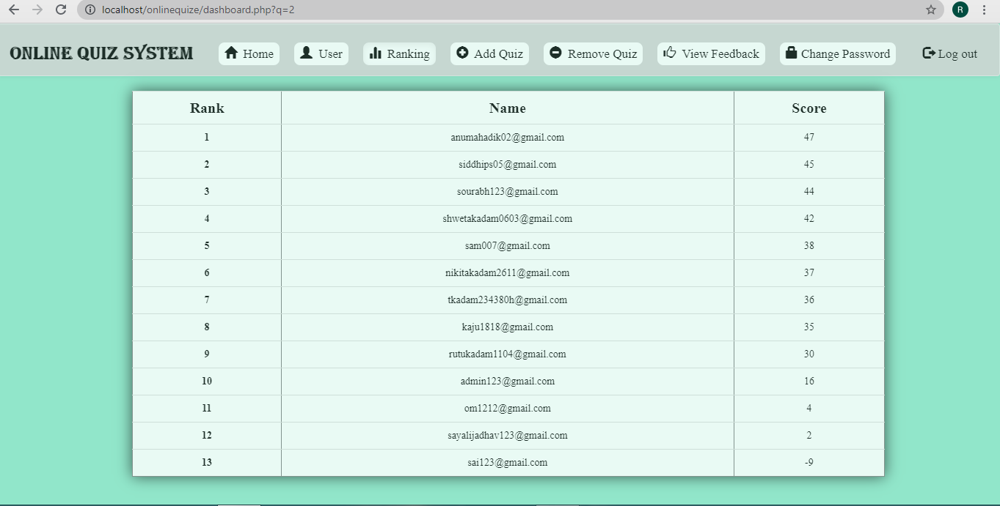 localhost/onlinequize/dashboard.php?q=2 R
ONLINE QUIZ SYSTEM Home User Ranking Add Quiz Remove Quiz View Feedback Change Password Log out
Rank Name Score
1 anumahadik02@gmail.com 47
2 siddhips05@gmail.com 45
3 sourabh123@gmail.com 44
4 shwetakadam0603@gmail.com 42
5 sam007@gmail.com 38
6 nikitakadam2611@gmail.com 37
7 tkadam234380h@gmail.com 36
8 kaju1818@gmail.com 35
9 rutukadam1104@gmail.com 30
10 admin123@gmail.com 16
11 om1212@gmail.com 4
12 sayalijadhav123@gmail.com 2
13 sai123@gmail.com -9